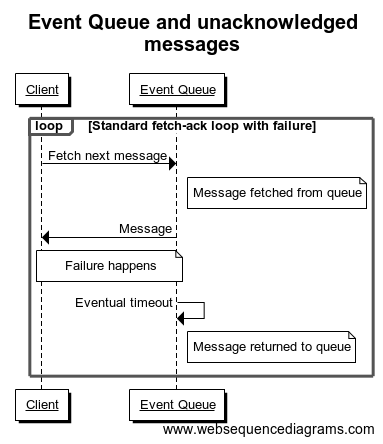 Event Queue and unacknowledged
messages
Client
Event Queue
loop [Standard fetch-ack loop with failure]
Fetch next message
Message fetched from queue
Message
Failure happens
Eventual timeout
Message returned to queue
Client
Event Queue
www.websequencediagrams.com